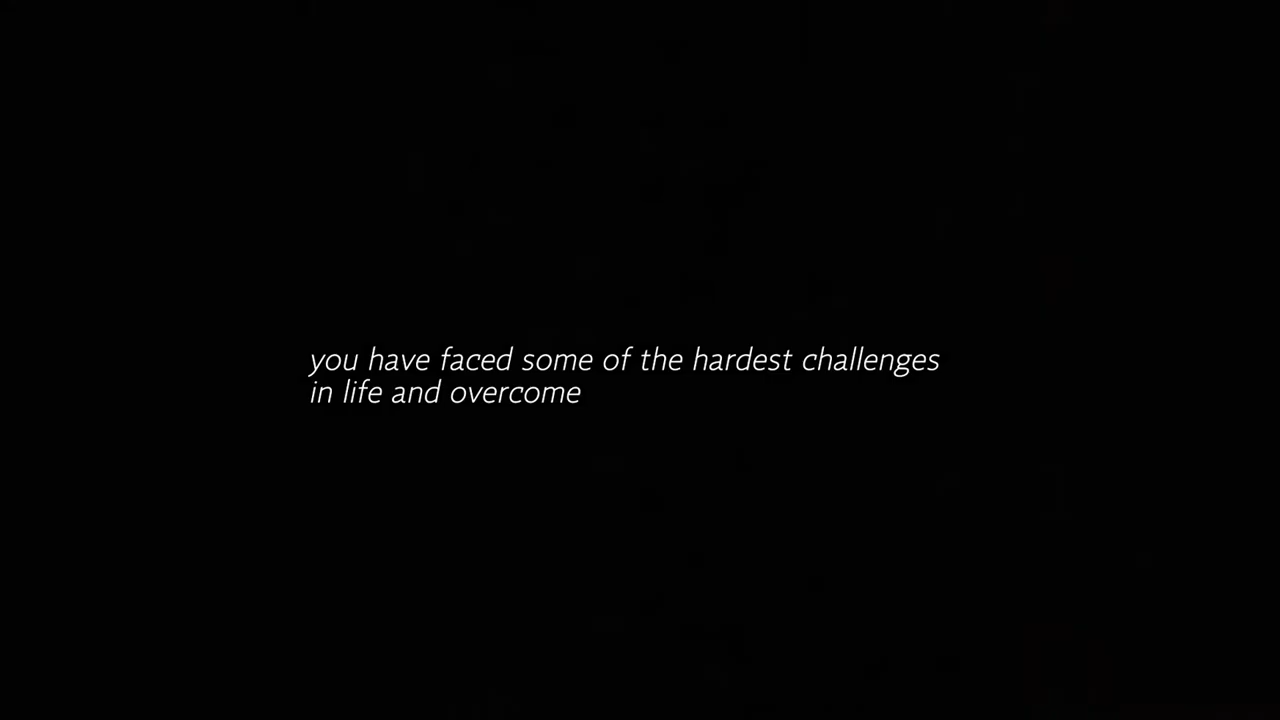 you have faced some of the hardest challenges
in life and overcome